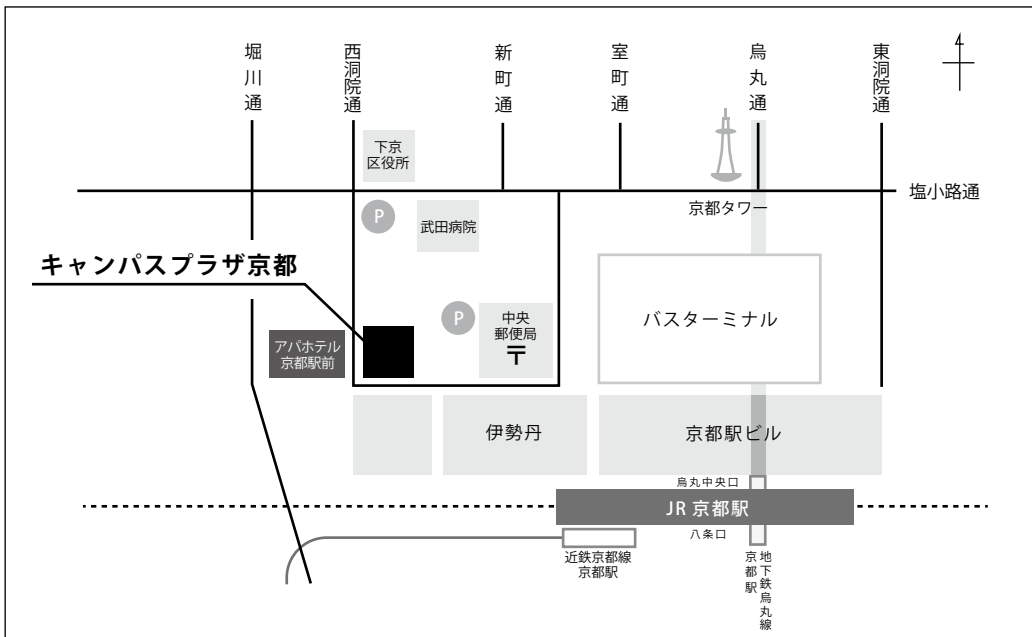 堀川通
西洞院通
新町通
室町通
烏丸通
東洞院通
4
下京
区役所
塩小路通
P
武田病院
京都タワー
キャンパスプラザ京都
P
中央
郵便局
〒
バスターミナル
アパホテル
京都駅前
伊勢丹
京都駅ビル
烏丸中央口
JR 京都駅
八条口
近鉄京都線
京都駅
地下鉄烏丸線
京都駅